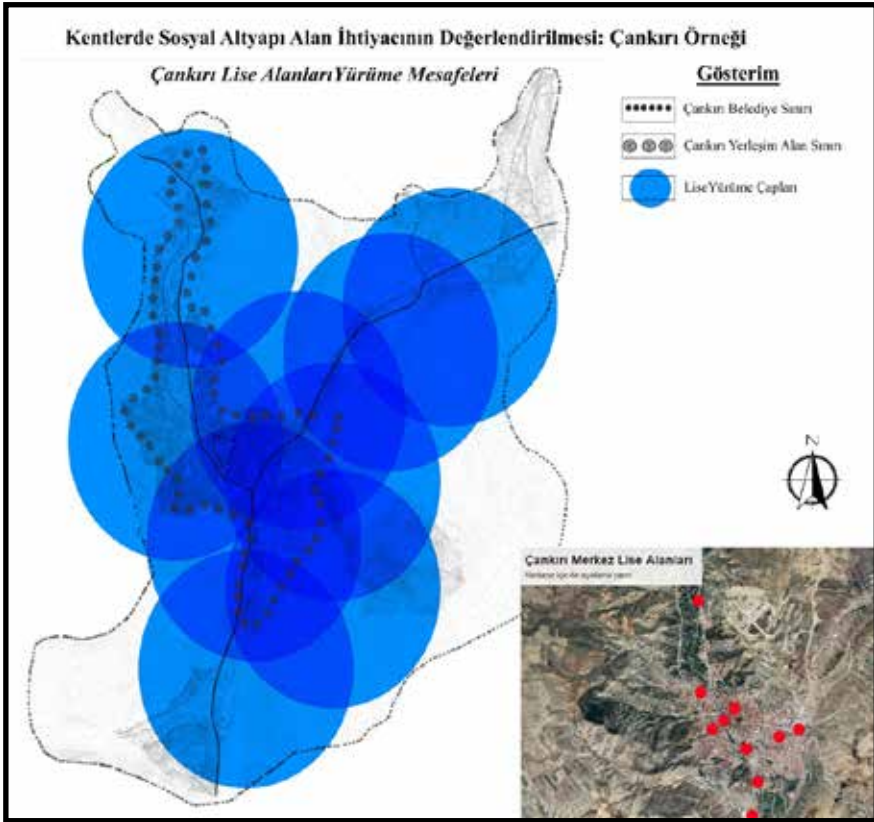 Kentlerde Sosyal Altyapı Alan İhtiyacının Değerlendirilmesi: Çankırı Örneği
Çankırı Lise Alanları Yürüme Mesafeleri
Gösterim
Çankırı Belediye Sınırı
Çankırı Yerleşim Alan Sınırı
Lise Yürüme Çapları
N
Çankırı Merkez Lise Alanları